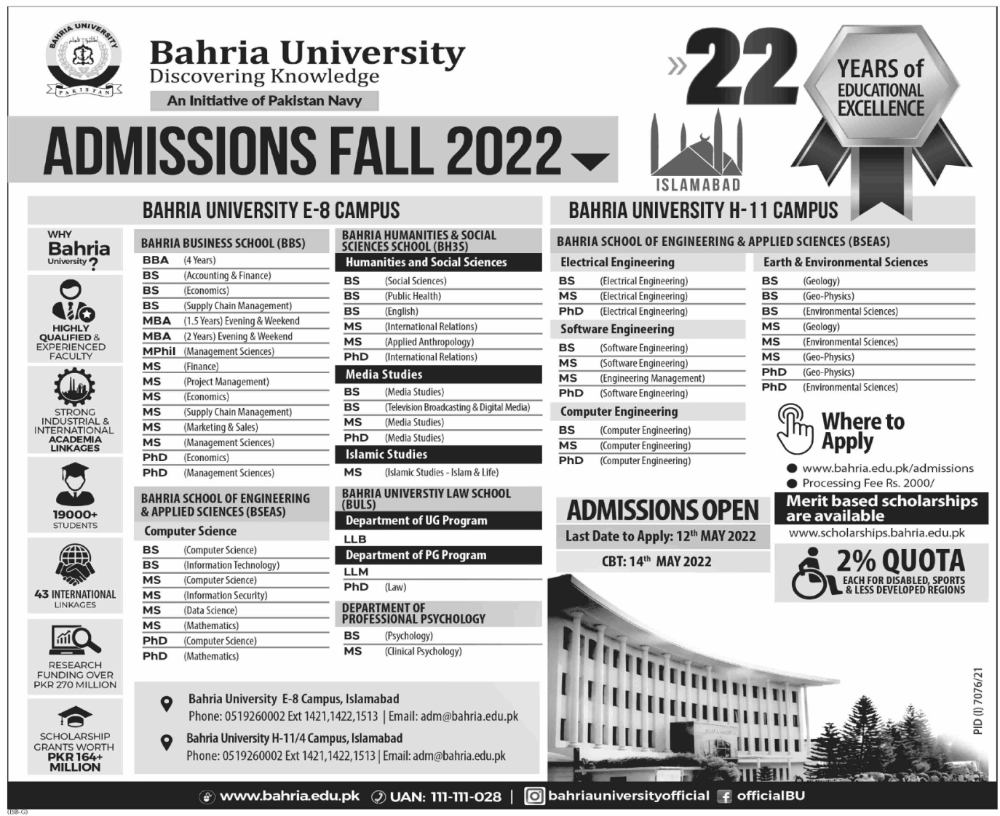 BAHRIA UNIVERSITY
PAKISTAN
Bahria University
Discovering Knowledge
An Initiative of Pakistan Navy
22
YEARS of
EDUCATIONAL
EXCELLENCE
ISLAMABAD
ADMISSIONS FALL 2022
BAHRIA UNIVERSITY E-8 CAMPUS
WHY
Bahria
University ?
HIGHLY
QUALIFIED &
EXPERIENCED
FACULTY
STRONG
INDUSTRIAL &
INTERNATIONAL
ACADEMIA
LINKAGES
19000+
STUDENTS
43 INTERNATIONAL
LINKAGES
RESEARCH
FUNDING OVER
PKR 270 MILLION
SCHOLARSHIP
GRANTS WORTH
PKR 164+
MILLION
BAHRIA BUSINESS SCHOOL (BBS)
BBA (4 Years)
BS (Accounting & Finance)
BS (Economics)
BS (Supply Chain Management)
MBA (1.5 Years) Evening & Weekend
MBA (2 Years) Evening & Weekend
MPhil (Management Sciences)
MS (Finance)
MS (Project Management)
MS (Economics)
MS (Supply Chain Management)
MS (Marketing & Sales)
MS (Management Sciences)
PhD (Economics)
PhD (Management Sciences)
BAHRIA SCHOOL OF ENGINEERING
& APPLIED SCIENCES (BSEAS)
Computer Science
BS (Computer Science)
BS (Information Technology)
MS (Computer Science)
MS (Information Security)
MS (Data Science)
MS (Mathematics)
PhD (Computer Science)
PhD (Mathematics)
BAHRIA HUMANITIES & SOCIAL
SCIENCES SCHOOL (BH3S)
Humanities and Social Sciences
BS (Social Sciences)
BS (Public Health)
BS (English)
MS (International Relations)
MS (Applied Anthropology)
PhD (International Relations)
Media Studies
BS (Media Studies)
BS (Television Broadcasting & Digital Media)
MS (Media Studies)
PhD (Media Studies)
Islamic Studies
MS (Islamic Studies - Islam & Life)
BAHRIA UNIVERSTIY LAW SCHOOL
(BULS)
Department of UG Program
LLB
Department of PG Program
LLM
PhD (Law)
DEPARTMENT OF
PROFESSIONAL PSYCHOLOGY
BS (Psychology)
MS (Clinical Psychology)
Bahria University E-8 Campus, Islamabad
Phone: 0519260002 Ext 1421,1422,1513 | Email: adm@bahria.edu.pk
Bahria University H-11/4 Campus, Islamabad
Phone: 0519260002 Ext 1421,1422,1513 | Email: adm@bahria.edu.pk
BAHRIA UNIVERSITY H-11 CAMPUS
BAHRIA SCHOOL OF ENGINEERING & APPLIED SCIENCES (BSEAS)
Electrical Engineering
BS (Electrical Engineering)
MS (Electrical Engineering)
PhD (Electrical Engineering)
Software Engineering
BS (Software Engineering)
MS (Software Engineering)
MS (Engineering Management)
PhD (Software Engineering)
Computer Engineering
BS (Computer Engineering)
MS (Computer Engineering)
PhD (Computer Engineering)
Earth & Environmental Sciences
BS (Geology)
BS (Geo-Physics)
BS (Environmental Sciences)
MS (Geology)
MS (Environmental Sciences)
MS (Geo-Physics)
PhD (Geo-Physics)
PhD (Environmental Sciences)
Where to
Apply
● www.bahria.edu.pk/admissions
● Processing Fee Rs. 2000/
Merit based scholarships
are available
www.scholarships.bahria.edu.pk
ADMISSIONS OPEN
Last Date to Apply: 12th MAY 2022
CBT: 14th MAY 2022
2% QUOTA
EACH FOR DISABLED, SPORTS
& LESS DEVELOPED REGIONS
PID (I) 7076/21
www.bahria.edu.pk UAN: 111-111-028 | bahriauniversityofficial officialBU
(ISB-G)